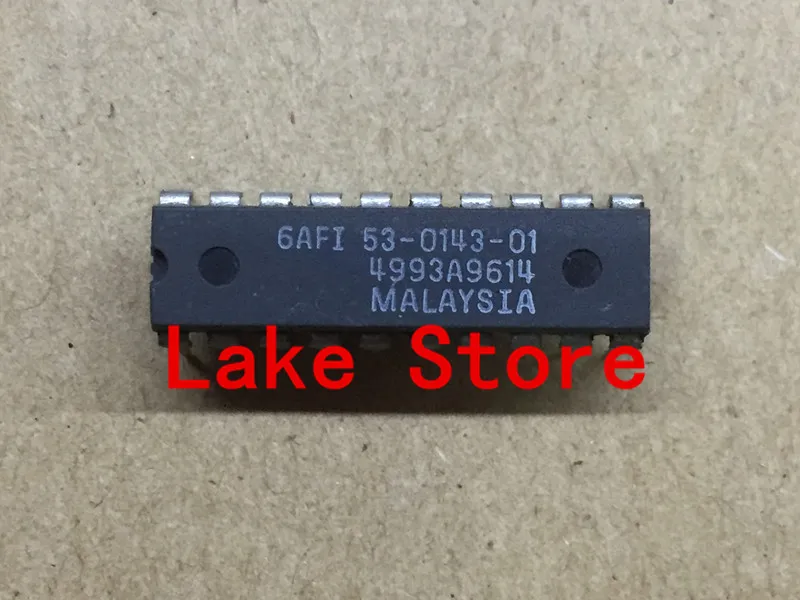 6AFI 53-0143-01
4993A9614
MALAYSIA
Lake Store